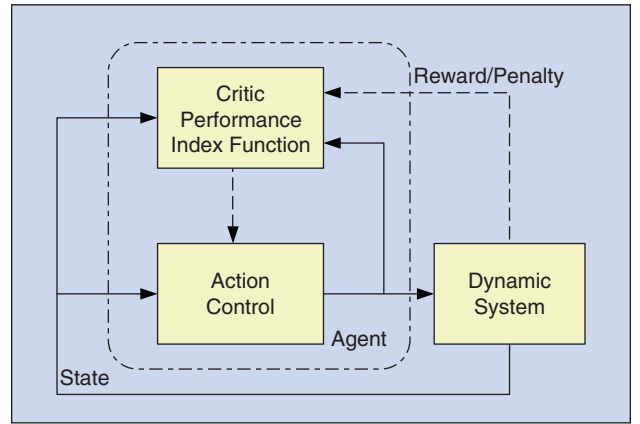 Critic
Performance
Index Function
Reward/Penalty
Action
Control
Dynamic
System
Agent
State